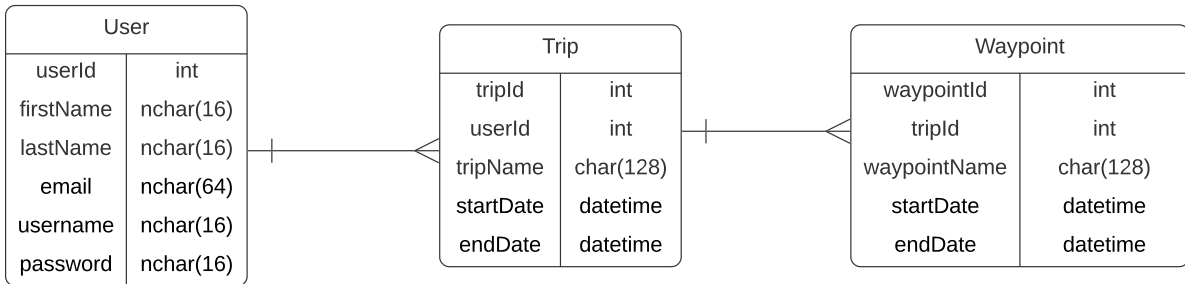 User
userId int
firstName nchar(16)
lastName nchar(16)
email nchar(64)
username nchar(16)
password nchar(16)
Trip
tripId int
userId int
tripName char(128)
startDate datetime
endDate datetime
Waypoint
waypointId int
tripId int
waypointName char(128)
startDate datetime
endDate datetime